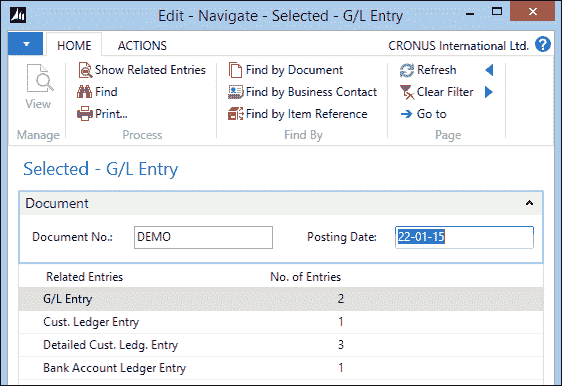 Edit - Navigate - Selected - G/L Entry
HOME ACTIONS CRONUS International Ltd. ?
View
Manage
Show Related Entries
Find
Print...
Process
Find by Document
Find by Business Contact
Find by Item Reference
Find By
Refresh
Clear Filter
Go to
Page
Selected - G/L Entry
Document
Document No.: DEMO Posting Date: 22-01-15
Related Entries No. of Entries
G/L Entry 2
Cust. Ledger Entry 1
Detailed Cust. Ledg. Entry 3
Bank Account Ledger Entry 1